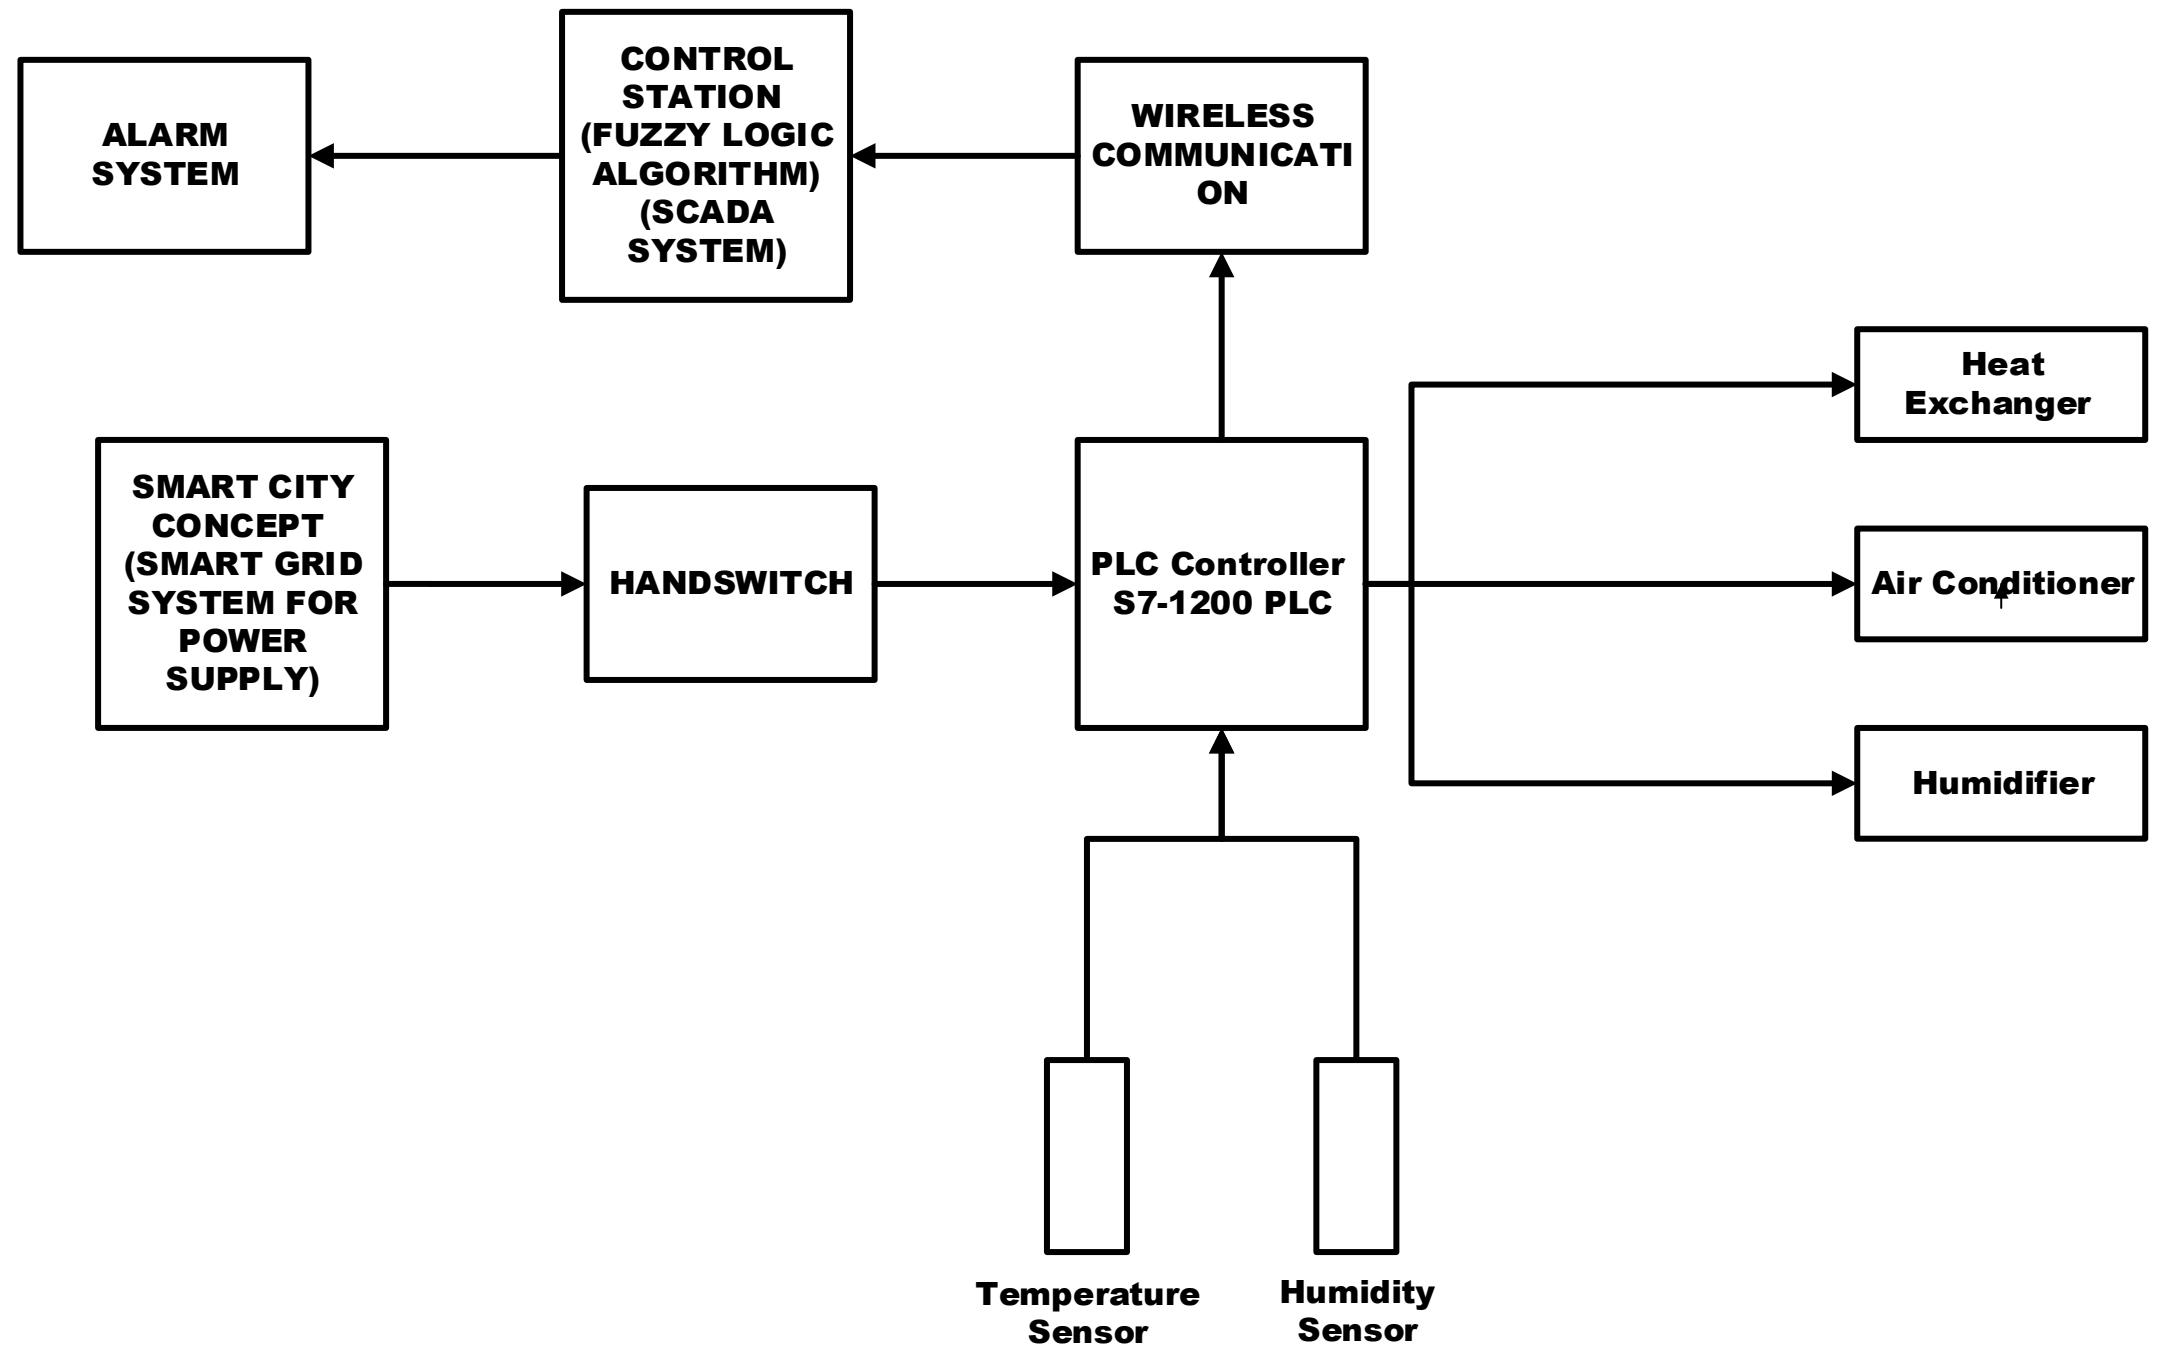 CONTROL
STATION
(FUZZY LOGIC
ALGORITHM)
(SCADA
SYSTEM)
ALARM
SYSTEM
WIRELESS
COMMUNICATI
ON
Heat
Exchanger
SMART CITY
CONCEPT
(SMART GRID
SYSTEM FOR
POWER
SUPPLY)
HANDSWITCH
PLC Controller
S7-1200 PLC
Air Conditioner
Humidifier
Temperature
Sensor
Humidity
Sensor